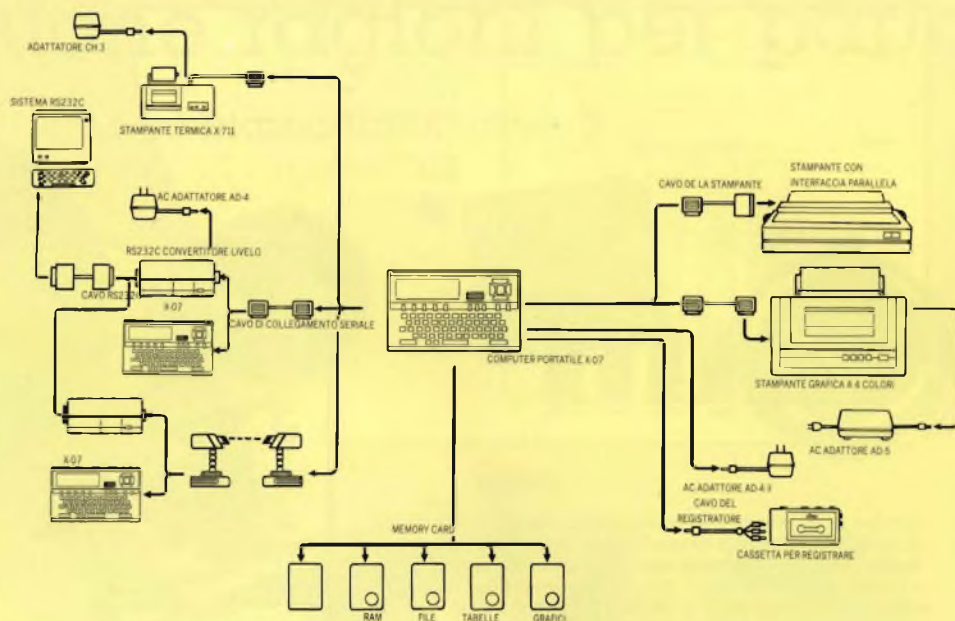 ADATTATORE CH 3
STAMPANTE TERMICA X-711
SISTEMA RS232C
AC ADATTATORE AD-4
RS232C CONVERTITORE LIVELO
CAVO RS232C
X-07
CAVO DI COLLEGAMENTO SERIALE
X-07
COMPUTER PORTATILE X-07
CAVO DE LA STAMPANTE
STAMPANTE CON
INTERFACCIA PARALLELA
STAMPANTE GRAFICA A 4 COLORI
AC ADATTORE AD-5
AC ADATTORE AD-4-3
CAVO DEL
REGISTRATORE
CASSETTA PER REGISTRARE
MEMORY CARD
RAM
FILE
TABELLE
GRAFICI